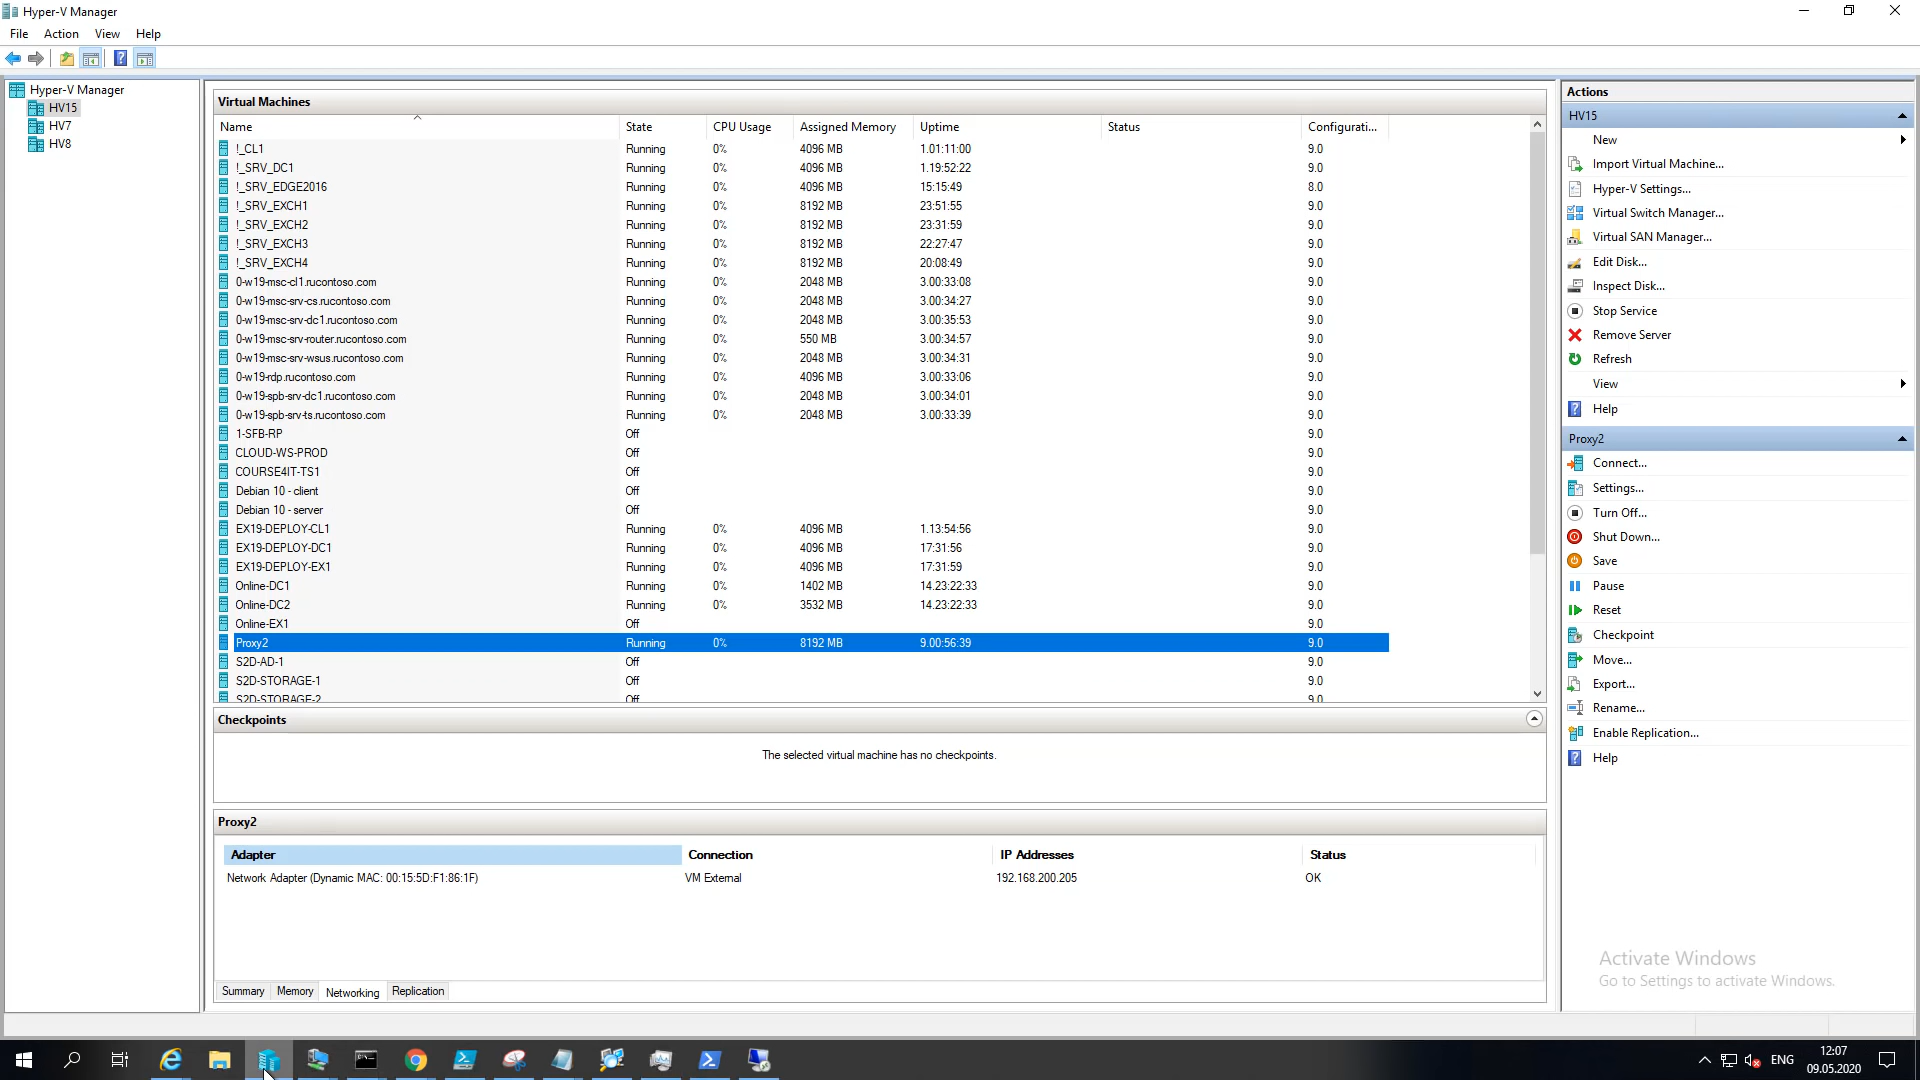 Hyper-V Manager
File Action View Help
Hyper-V Manager
HV15
HV7
HV8
Virtual Machines
Name State CPU Usage Assigned Memory Uptime Status Configurati...
!_CL1 Running 0% 4096 MB 1.01:11:00 9.0
!_SRV_DC1 Running 0% 4096 MB 1.19:52:22 9.0
!_SRV_EDGE2016 Running 0% 4096 MB 15:15:49 8.0
!_SRV_EXCH1 Running 0% 8192 MB 23:51:55 9.0
!_SRV_EXCH2 Running 0% 8192 MB 23:31:59 9.0
!_SRV_EXCH3 Running 0% 8192 MB 22:27:47 9.0
!_SRV_EXCH4 Running 0% 8192 MB 20:08:49 9.0
0-w19-msc-cl1.rucontoso.com Running 0% 2048 MB 3.00:33:08 9.0
0-w19-msc-srv-cs.rucontoso.com Running 0% 2048 MB 3.00:34:27 9.0
0-w19-msc-srv-dc1.rucontoso.com Running 0% 2048 MB 3.00:35:53 9.0
0-w19-msc-srv-router.rucontoso.com Running 0% 550 MB 3.00:34:57 9.0
0-w19-msc-srv-wsus.rucontoso.com Running 0% 2048 MB 3.00:34:31 9.0
0-w19-rdp.rucontoso.com Running 0% 4096 MB 3.00:33:06 9.0
0-w19-spb-srv-dc1.rucontoso.com Running 0% 2048 MB 3.00:34:01 9.0
0-w19-spb-srv-ts.rucontoso.com Running 0% 2048 MB 3.00:33:39 9.0
1-SFB-RP Off 9.0
CLOUD-WS-PROD Off 9.0
COURSE4IT-TS1 Off 9.0
Debian 10 - client Off 9.0
Debian 10 - server Off 9.0
EX19-DEPLOY-CL1 Running 0% 4096 MB 1.13:54:56 9.0
EX19-DEPLOY-DC1 Running 0% 4096 MB 17:31:56 9.0
EX19-DEPLOY-EX1 Running 0% 4096 MB 17:31:59 9.0
Online-DC1 Running 0% 1402 MB 14.23:22:33 9.0
Online-DC2 Running 0% 3532 MB 14.23:22:33 9.0
Online-EX1 Off 9.0
Proxy2 Running 0% 8192 MB 9.00:56:39 9.0
S2D-AD-1 Off 9.0
S2D-STORAGE-1 Off 9.0
S2D-STORAGE-2 Off 9.0
Checkpoints
The selected virtual machine has no checkpoints.
Proxy2
Adapter Connection IP Addresses Status
Network Adapter (Dynamic MAC: 00:15:5D:F1:86:1F) VM External 192.168.200.205 OK
Summary Memory Networking Replication
Actions
HV15
New
Import Virtual Machine...
Hyper-V Settings...
Virtual Switch Manager...
Virtual SAN Manager...
Edit Disk...
Inspect Disk...
Stop Service
Remove Server
Refresh
View
Help
Proxy2
Connect...
Settings...
Turn Off...
Shut Down...
Save
Pause
Reset
Checkpoint
Move...
Export...
Rename...
Enable Replication...
Help
Activate Windows
Go to Settings to activate Windows.
ENG
12:07
09.05.2020